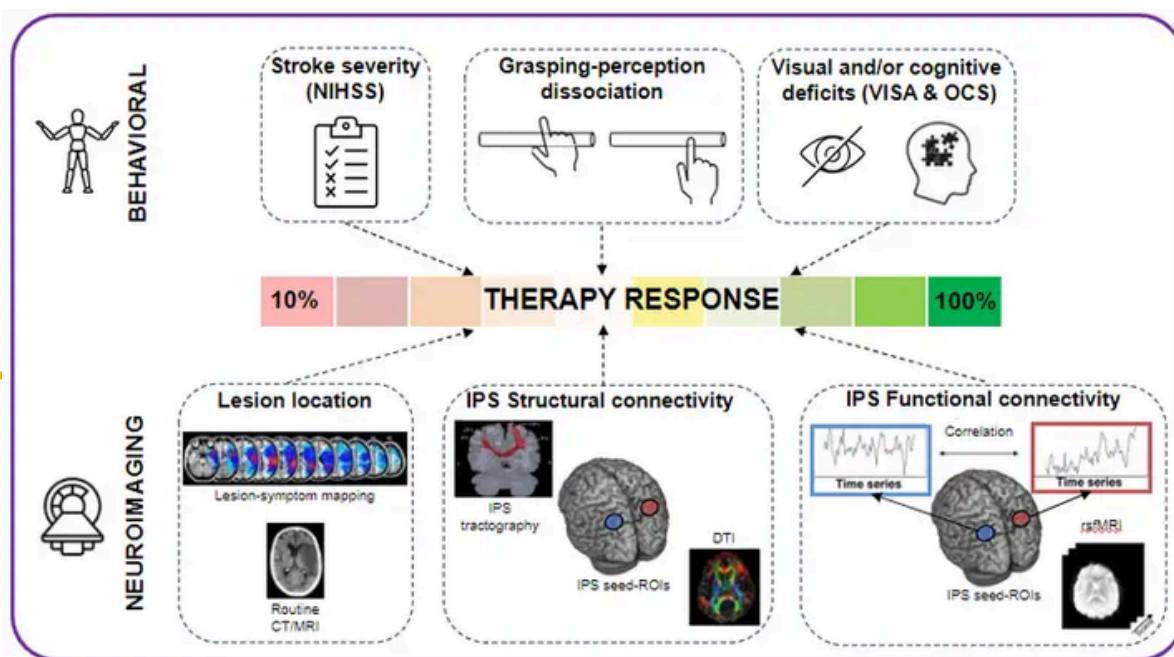 BEHAVIORAL
Stroke severity
(NIHSS)
Grasping-perception
dissociation
Visual and/or cognitive
deficits (VISA & OCS)
10%
THERAPY RESPONSE
100%
NEUROIMAGING
Lesion location
Lesion-symptom mapping
Routine
CT/MRI
IPS Structural connectivity
IPS
tractography
IPS seed-ROIs
DTI
IPS Functional connectivity
Correlation
Time series
Time series
rsfMRI
IPS seed-ROIs